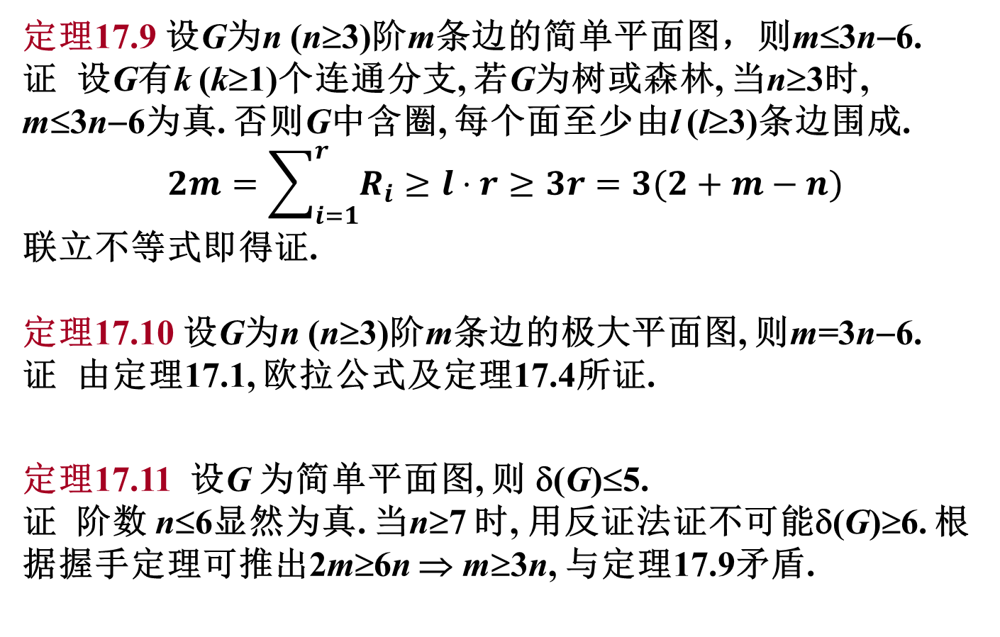 定理17.9 设G为n (n≥3)阶m条边的简单平面图，则m≤3n−6.
证 设G有k (k≥1)个连通分支, 若G为树或森林, 当n≥3时,
m≤3n−6为真. 否则G中含圈, 每个面至少由l (l≥3)条边围成.
2m = ∑_{i=1}^{r} R_i ≥ l · r ≥ 3r = 3(2 + m − n)
联立不等式即得证.
定理17.10 设G为n (n≥3)阶m条边的极大平面图, 则m=3n−6.
证 由定理17.1, 欧拉公式及定理17.4所证.
定理17.11 设G 为简单平面图, 则 δ(G)≤5.
证 阶数 n≤6显然为真. 当n≥7 时, 用反证法证不可能δ(G)≥6. 根
据握手定理可推出2m≥6n ⇒ m≥3n, 与定理17.9矛盾.